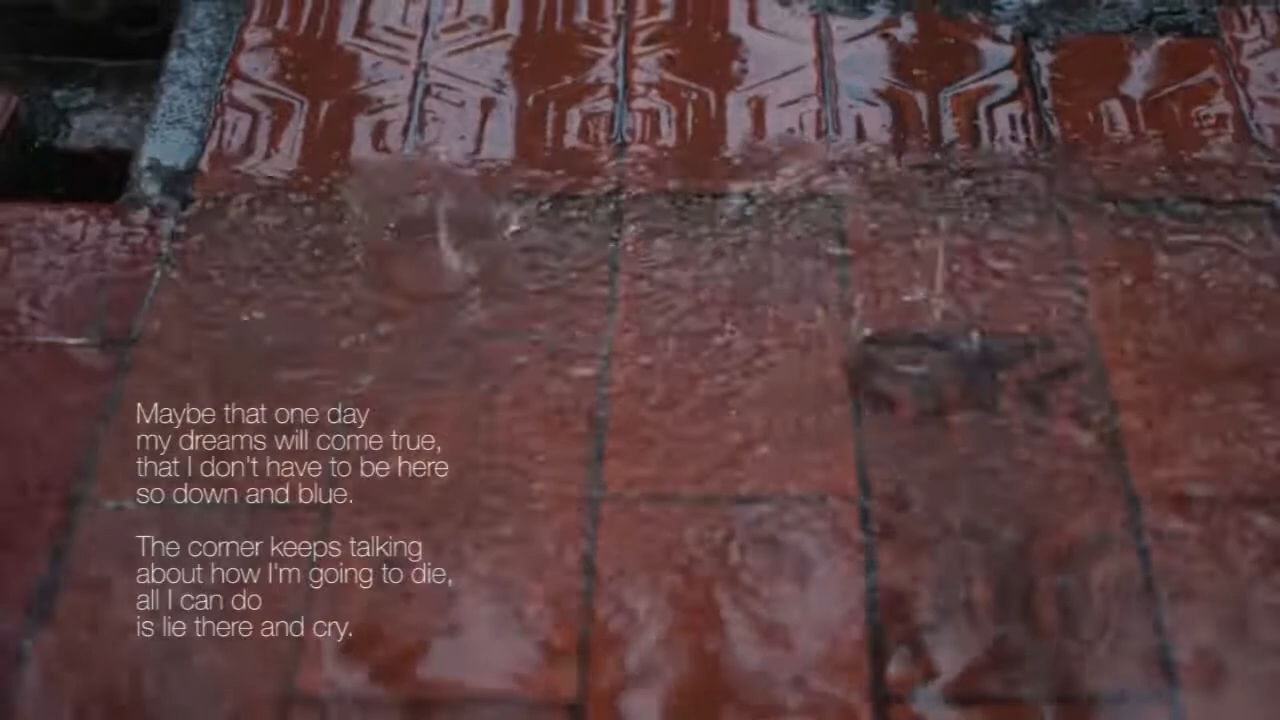 Maybe that one day
my dreams will come true,
that I don't have to be here
so down and blue.
The corner keeps talking
about how I'm going to die,
all I can do
is lie there and cry.